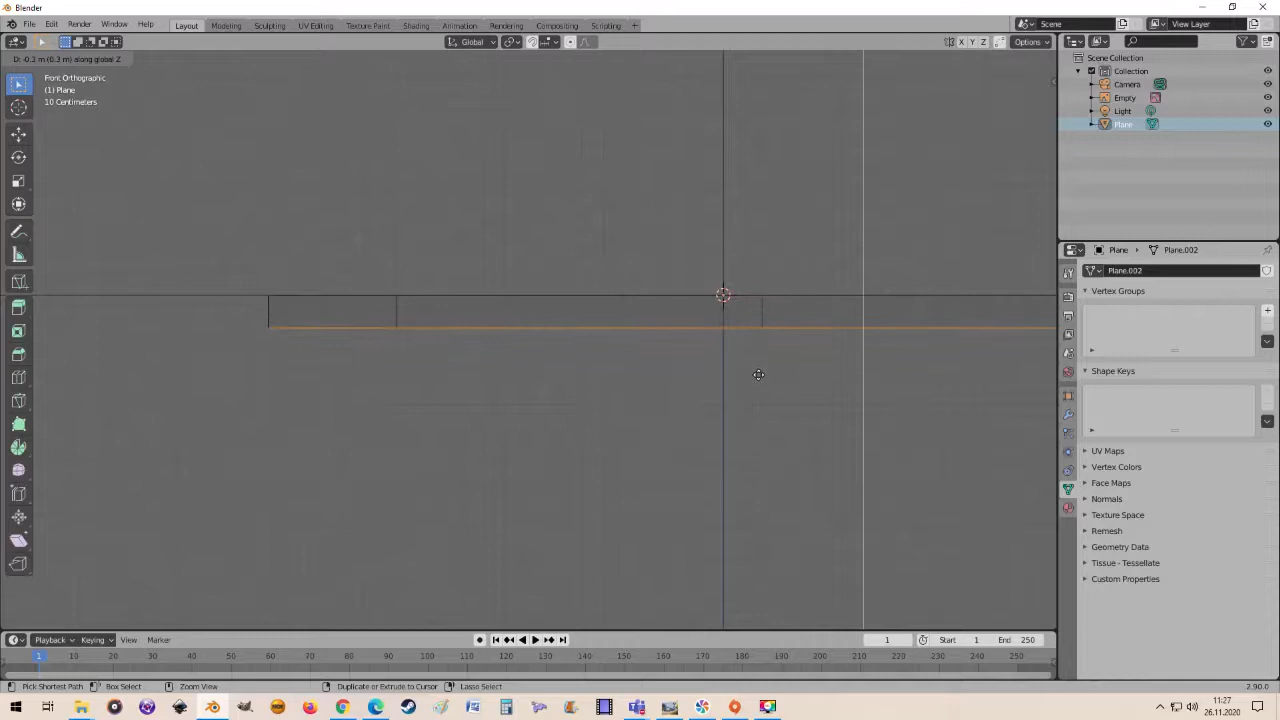 Blender
File Edit Render Window Help Layout Modeling Sculpting UV Editing Texture Paint Shading Animation Rendering Compositing Scripting + Scene View Layer
Global X Y Z Options
D: -0.3 m (0.3 m) along global Z
Front Orthographic
(1) Plane
10 Centimeters
Scene Collection
Collection
Camera
Empty
Light
Plane
Plane Plane.002
Plane.002
Vertex Groups
Shape Keys
UV Maps
Vertex Colors
Face Maps
Normals
Texture Space
Remesh
Geometry Data
Tissue - Tessellate
Custom Properties
Playback Keying View Marker 1 Start 1 End 250
1 10 20 30 40 50 60 70 80 90 100 110 120 130 140 150 160 170 180 190 200 210 220 230 240 250
Pick Shortest Path Box Select Zoom View Duplicate or Extrude to Cursor Lasso Select 2.90.0
11:27
26.11.2020